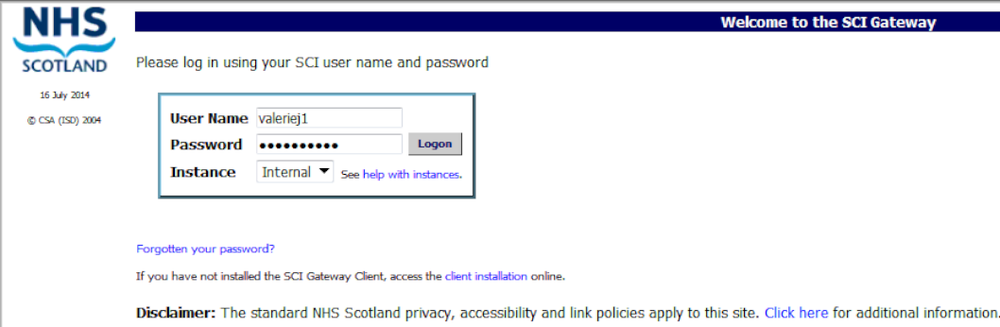 NHS
SCOTLAND
16 July 2014
© CSA (ISD) 2004
Welcome to the SCI Gateway
Please log in using your SCI user name and password
User Name valeriej1
Password •••••••••• Logon
Instance Internal See help with instances.
Forgotten your password?
If you have not installed the SCI Gateway Client, access the client installation online.
Disclaimer: The standard NHS Scotland privacy, accessibility and link policies apply to this site. Click here for additional information.